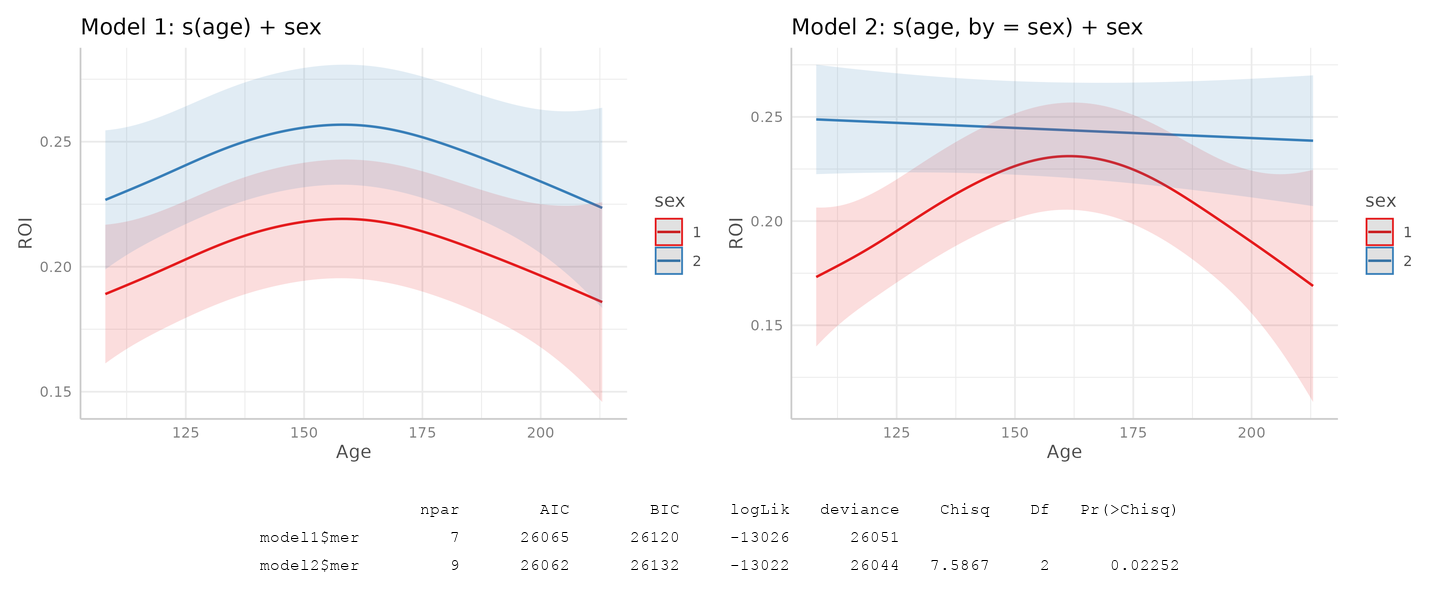 Model 1: s(age) + sex
0.25
0.20
0.15
ROI
125 150 175 200
Age
sex
1
2
Model 2: s(age, by = sex) + sex
0.25
0.20
0.15
ROI
125 150 175 200
Age
sex
1
2
npar AIC BIC logLik deviance Chisq Df Pr(>Chisq)
model1$mer 7 26065 26120 -13026 26051
model2$mer 9 26062 26132 -13022 26044 7.5867 2 0.02252